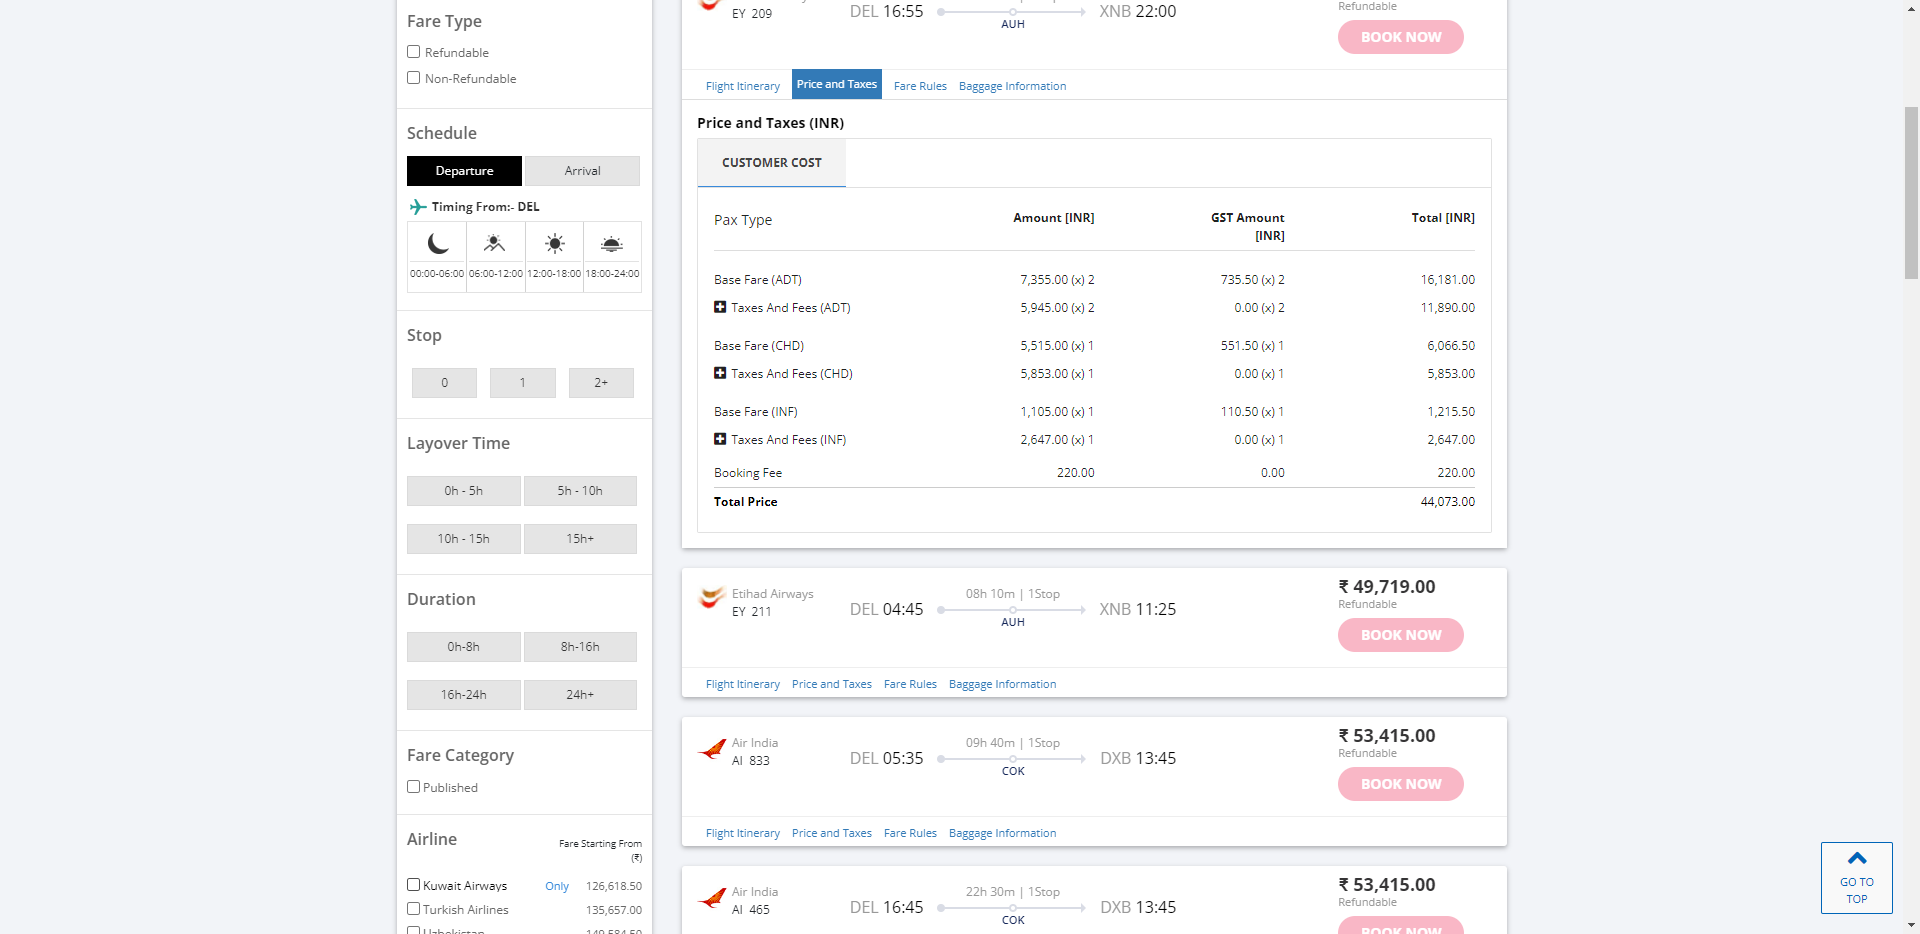 Fare Type
Refundable
Non-Refundable
Schedule
Departure Arrival
Timing From:- DEL
00:00-06:00 06:00-12:00 12:00-18:00 18:00-24:00
Stop
0 1 2+
Layover Time
0h - 5h 5h - 10h
10h - 15h 15h+
Duration
0h-8h 8h-16h
16h-24h 24h+
Fare Category
Published
Airline Fare Starting From
(₹)
Kuwait Airways Only 126,618.50
Turkish Airlines 135,657.00
EY 209 DEL 16:55 AUH XNB 22:00
Refundable
BOOK NOW
Flight Itinerary Price and Taxes Fare Rules Baggage Information
Price and Taxes (INR)
CUSTOMER COST
Pax Type Amount [INR] GST Amount [INR] Total [INR]
Base Fare (ADT) 7,355.00 (x) 2 735.50 (x) 2 16,181.00
Taxes And Fees (ADT) 5,945.00 (x) 2 0.00 (x) 2 11,890.00
Base Fare (CHD) 5,515.00 (x) 1 551.50 (x) 1 6,066.50
Taxes And Fees (CHD) 5,853.00 (x) 1 0.00 (x) 1 5,853.00
Base Fare (INF) 1,105.00 (x) 1 110.50 (x) 1 1,215.50
Taxes And Fees (INF) 2,647.00 (x) 1 0.00 (x) 1 2,647.00
Booking Fee 220.00 0.00 220.00
Total Price 44,073.00
Etihad Airways 08h 10m | 1Stop ₹ 49,719.00
EY 211 DEL 04:45 XNB 11:25 Refundable
AUH
BOOK NOW
Flight Itinerary Price and Taxes Fare Rules Baggage Information
Air India 09h 40m | 1Stop ₹ 53,415.00
AI 833 DEL 05:35 DXB 13:45 Refundable
COK
BOOK NOW
Flight Itinerary Price and Taxes Fare Rules Baggage Information
Air India 22h 30m | 1Stop ₹ 53,415.00
AI 465 DEL 16:45 DXB 13:45 Refundable
COK
BOOK NOW
GO TO
TOP